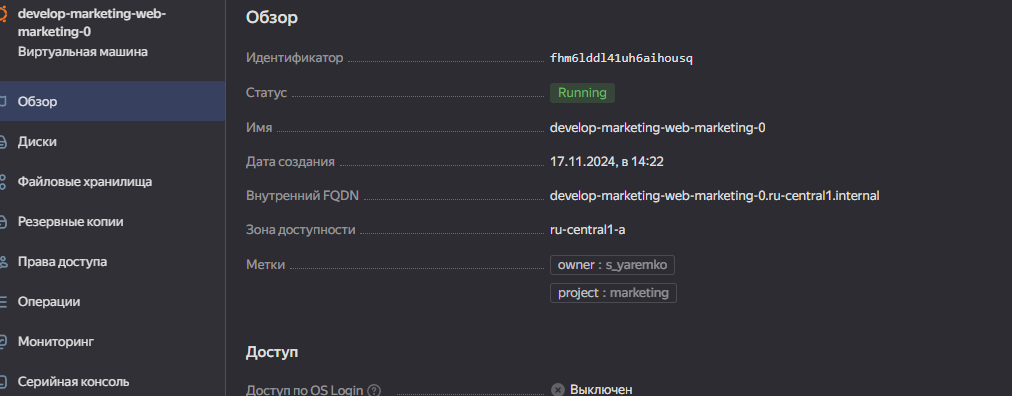 develop-marketing-web-
marketing-0
Виртуальная машина
Обзор
Диски
Файловые хранилища
Резервные копии
Права доступа
Операции
Мониторинг
Серийная консоль
Обзор
Идентификатор fhm6lddl41uh6aihousq
Статус Running
Имя develop-marketing-web-marketing-0
Дата создания 17.11.2024, в 14:22
Внутренний FQDN develop-marketing-web-marketing-0.ru-central1.internal
Зона доступности ru-central1-a
Метки owner : s_yaremko
project : marketing
Доступ
Доступ по OS Login Выключен